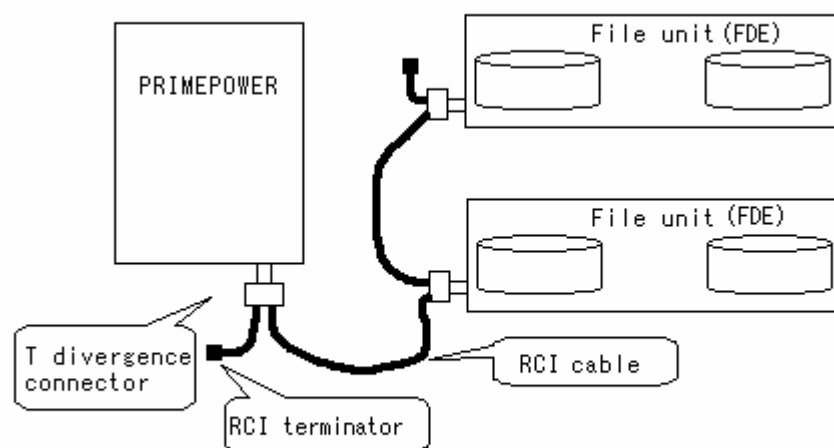 PRIMEPOWER
File unit (FDE)
File unit (FDE)
T divergence
connector
RCI cable
RCI terminator